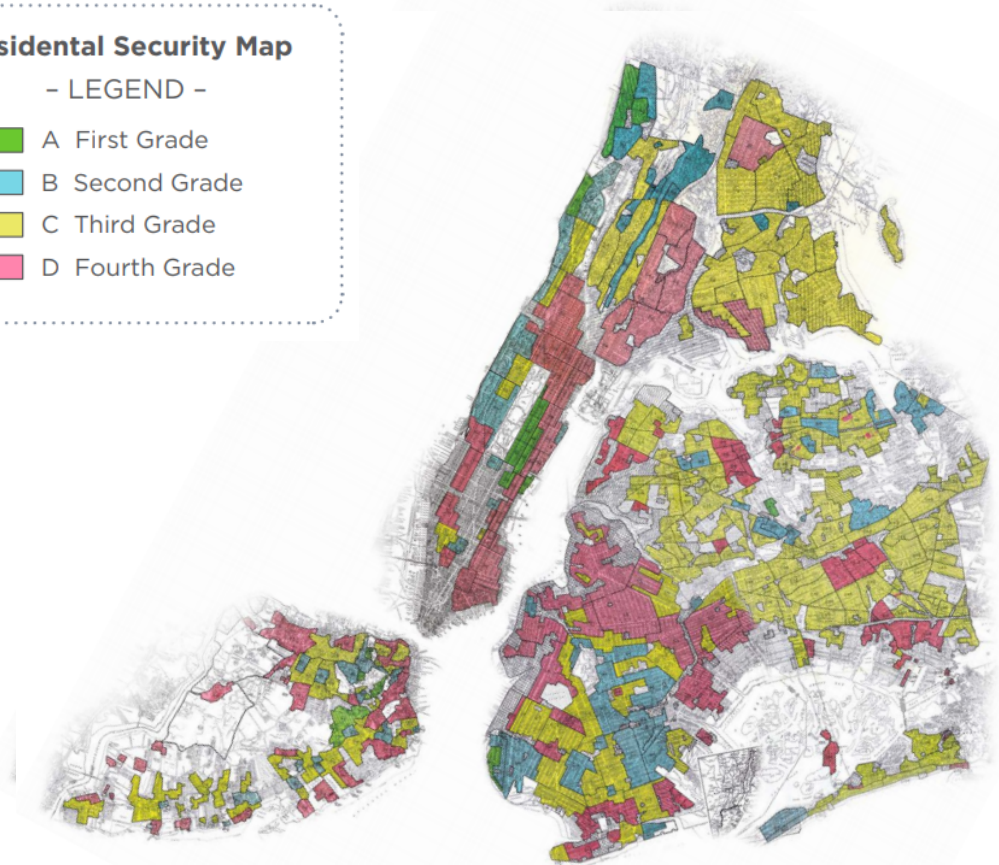 sidental Security Map
– LEGEND –
A First Grade
B Second Grade
C Third Grade
D Fourth Grade